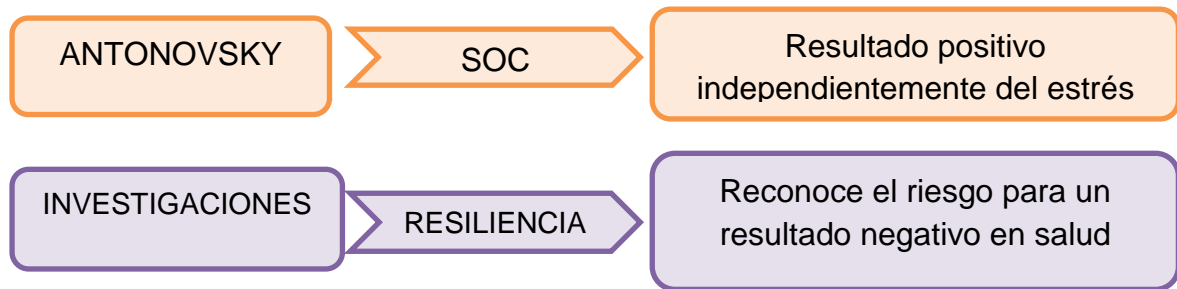 ANTONOVSKY
SOC
Resultado positivo
independientemente del estrés
INVESTIGACIONES
RESILIENCIA
Reconoce el riesgo para un
resultado negativo en salud